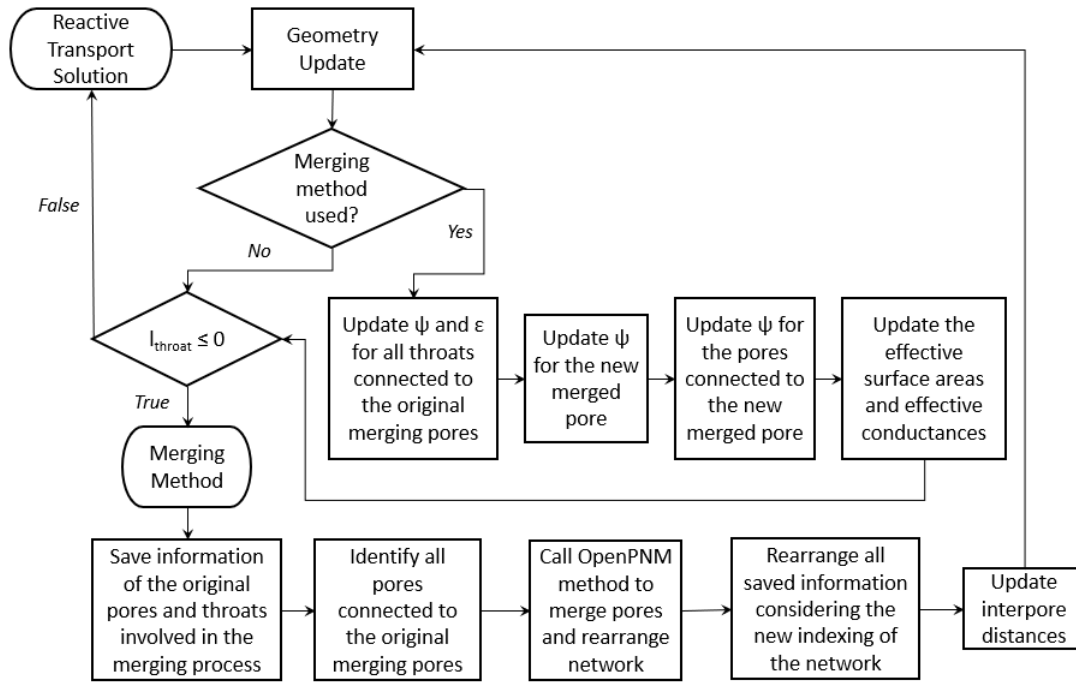 Reactive
Transport
Solution
Geometry
Update
Merging
method
used?
False
Yes
No
l_throat ≤ 0
True
Update ψ and ε
for all throats
connected to
the original
merging pores
Update ψ
for the new
merged
pore
Update ψ for
the pores
connected to
the new
merged pore
Update the
effective
surface areas
and effective
conductances
Merging
Method
Save information
of the original
pores and throats
involved in the
merging process
Identify all
pores
connected to
the original
merging pores
Call OpenPNM
method to
merge pores
and rearrange
network
Rearrange all
saved information
considering the
new indexing of
the network
Update
interpore
distances